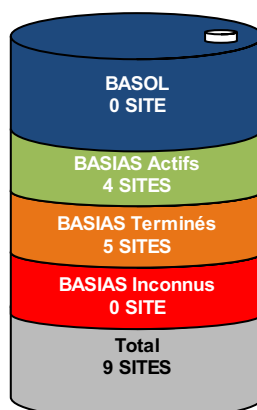 BASOL
0 SITE
BASIAS Actifs
4 SITES
BASIAS Terminés
5 SITES
BASIAS Inconnus
0 SITE
Total
9 SITES